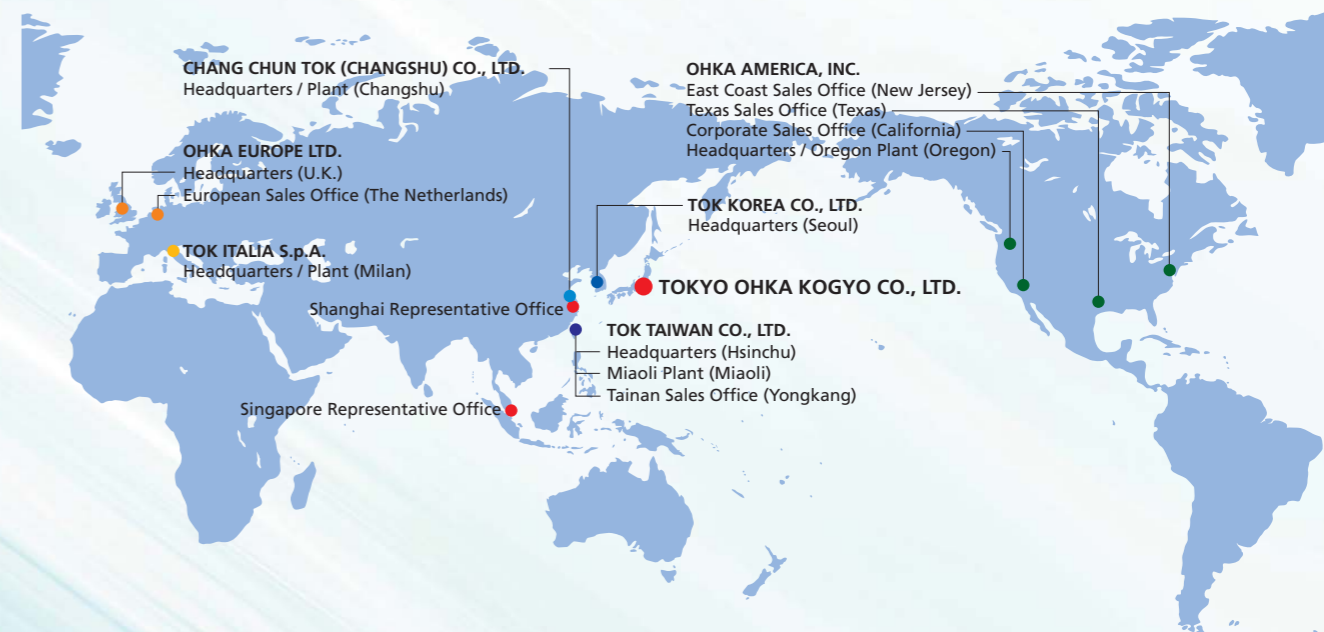 CHANG CHUN TOK (CHANGSHU) CO., LTD.
Headquarters / Plant (Changshu)
OHKA EUROPE LTD.
Headquarters (U.K.)
European Sales Office (The Netherlands)
TOK ITALIA S.p.A.
Headquarters / Plant (Milan)
Shanghai Representative Office
Singapore Representative Office
OHKA AMERICA, INC.
East Coast Sales Office (New Jersey)
Texas Sales Office (Texas)
Corporate Sales Office (California)
Headquarters / Oregon Plant (Oregon)
TOK KOREA CO., LTD.
Headquarters (Seoul)
TOKYO OHKA KOGYO CO., LTD.
TOK TAIWAN CO., LTD.
Headquarters (Hsinchu)
Miaoli Plant (Miaoli)
Tainan Sales Office (Yongkang)